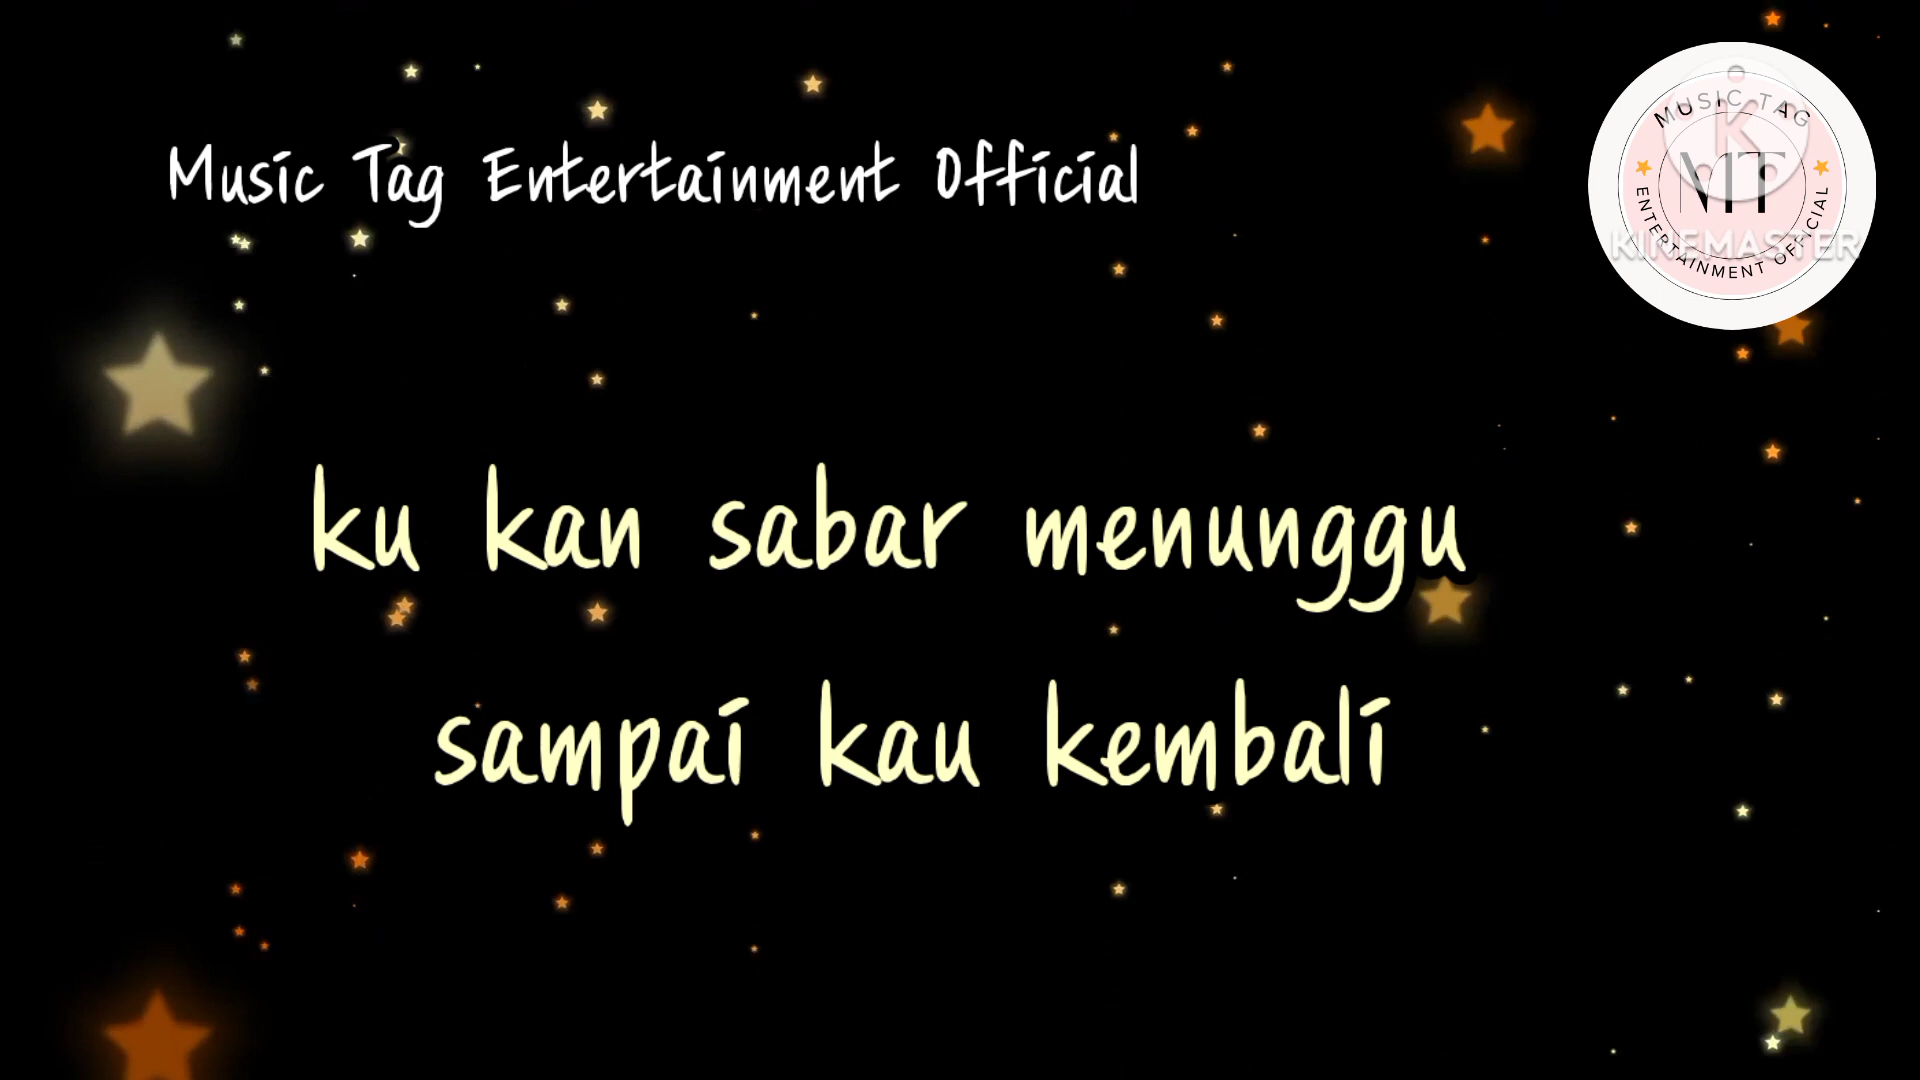 Music Tag Entertainment Official
MUSIC TAG
MT
ENTERTAINMENT OFFICIAL
KINEMASTER
ku kan sabar menunggu
sampai kau kembali